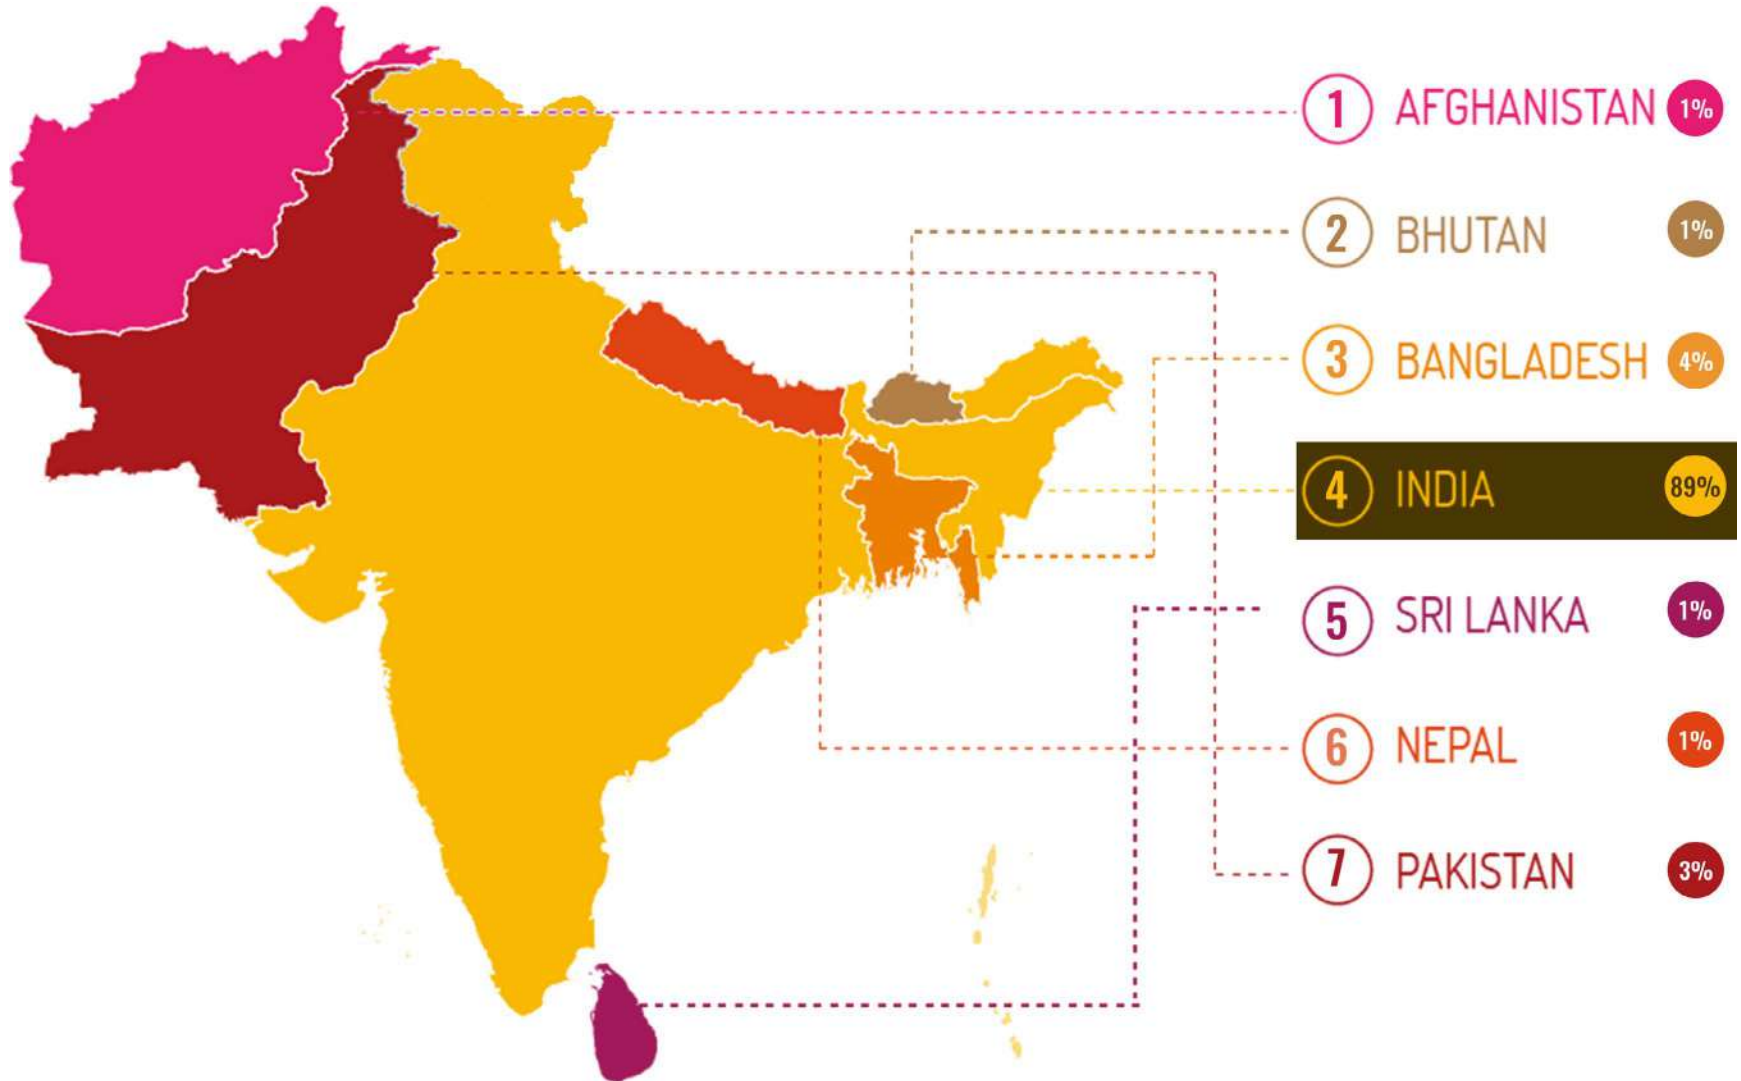 1 AFGHANISTAN 1%
2 BHUTAN 1%
3 BANGLADESH 4%
4 INDIA 89%
5 SRI LANKA 1%
6 NEPAL 1%
7 PAKISTAN 3%